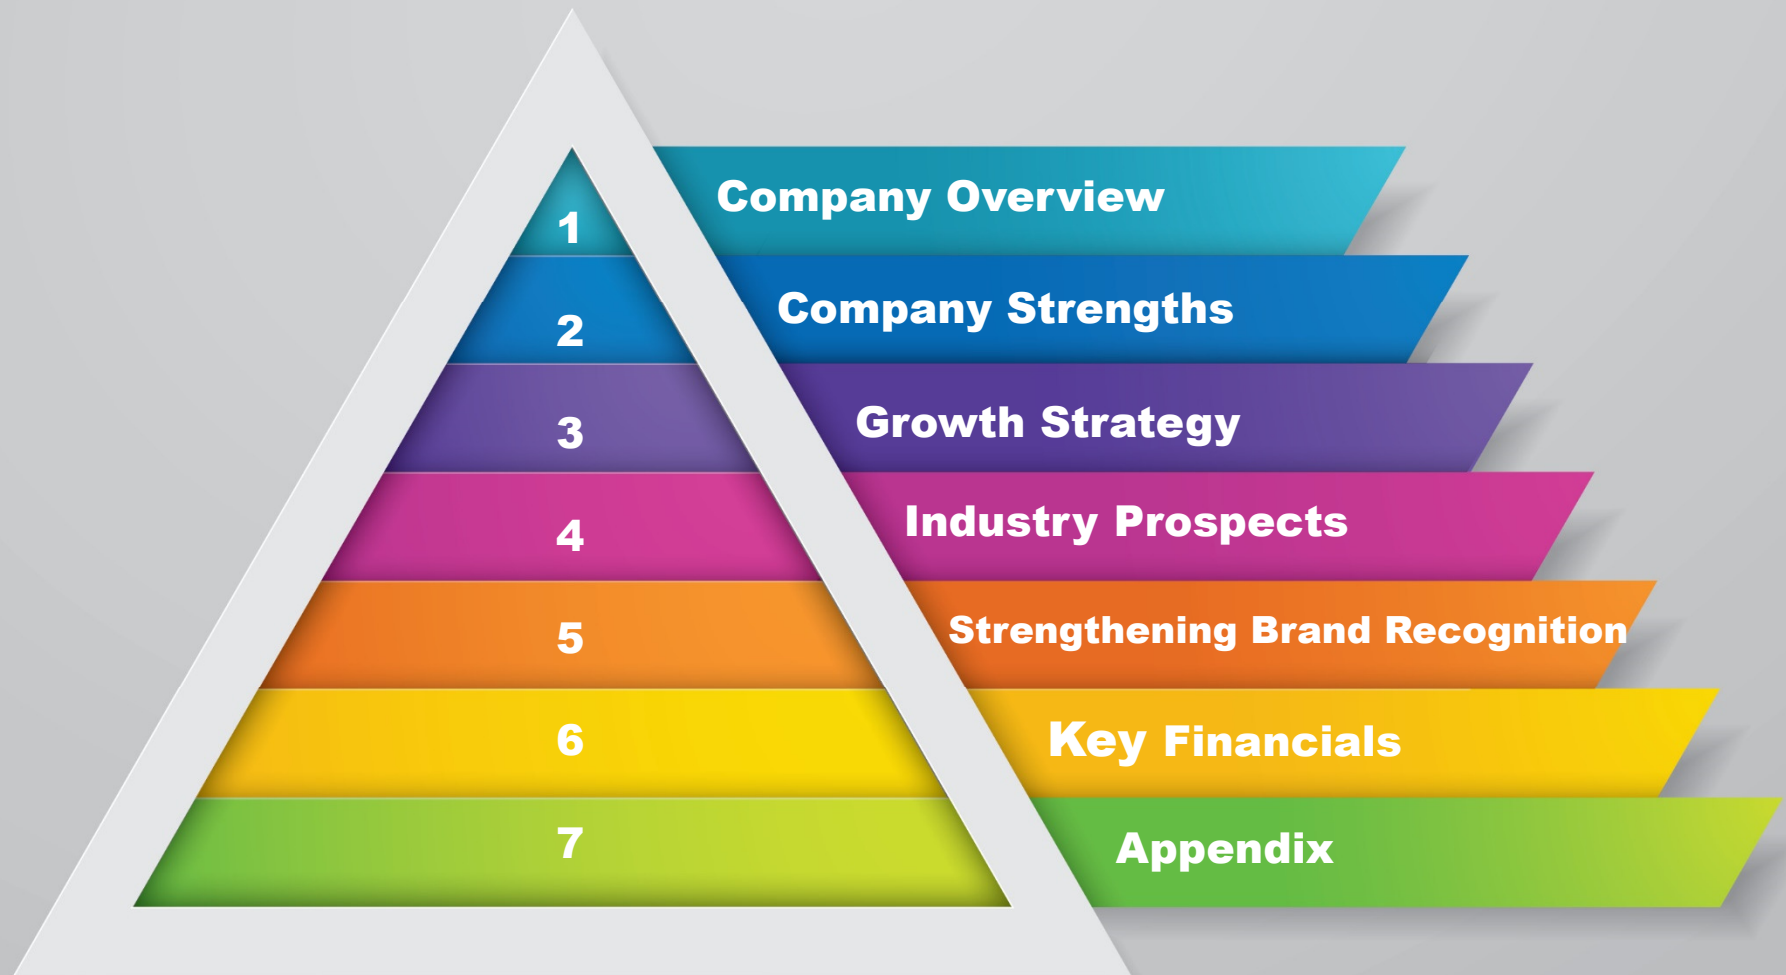 1 Company Overview
2 Company Strengths
3 Growth Strategy
4 Industry Prospects
5 Strengthening Brand Recognition
6 Key Financials
7 Appendix